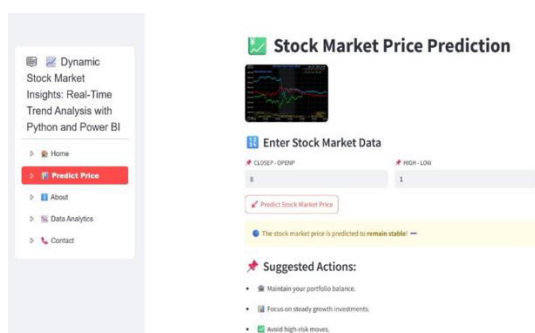 Dynamic
Stock Market
Insights: Real-Time
Trend Analysis with
Python and Power BI
Home
Predict Price
About
Data Analytics
Contact
Stock Market Price Prediction
Enter Stock Market Data
CLOSEP - OPENP
HIGH - LOW
8
1
Predict Stock Market Price
The stock market price is predicted to remain stable!
Suggested Actions:
Maintain your portfolio balance.
Focus on steady growth investments.
Avoid high-risk moves.